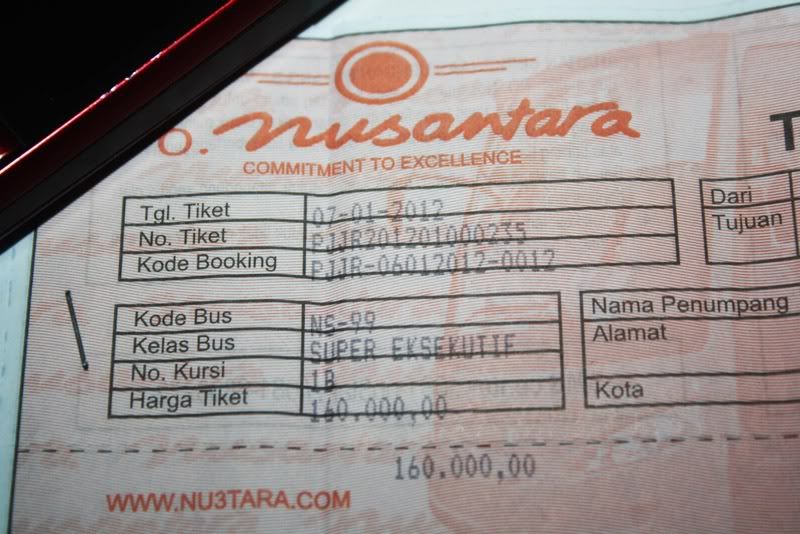 o. nusantara
COMMITMENT TO EXCELLENCE
T
Tgl. Tiket 07-01-2012
No. Tiket PJJR201201000235
Kode Booking PJJR-06012012-0012
Dari
Tujuan
Kode Bus NS-99
Kelas Bus SUPER EKSEKUTIF
No. Kursi 1B
Harga Tiket 160.000,00
Nama Penumpang
Alamat
Kota
160.000,00
WWW.NU3TARA.COM